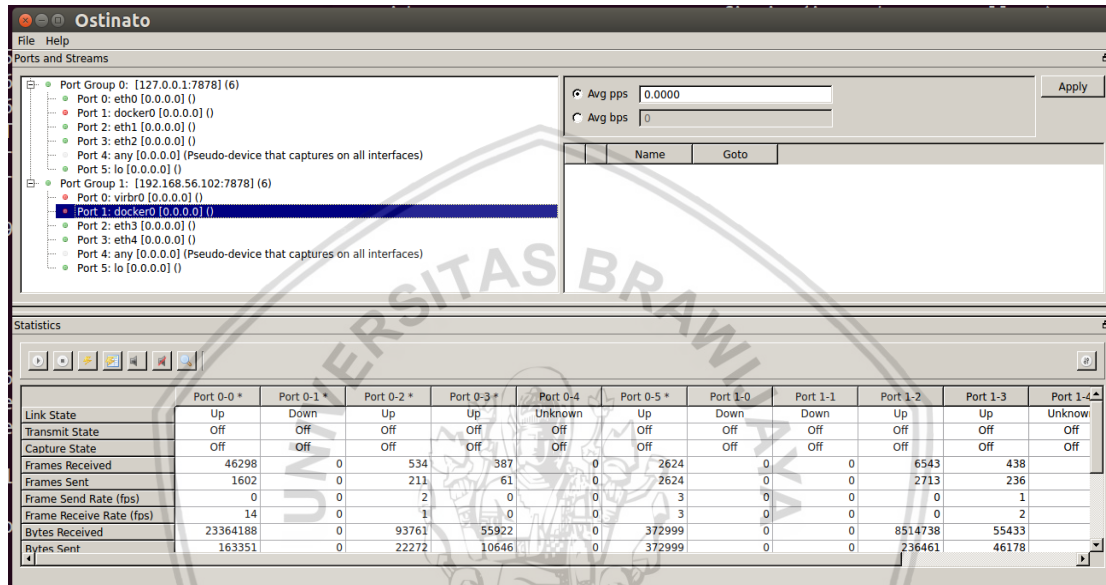 Ostinato
File Help
Ports and Streams
Port Group 0: [127.0.0.1:7878] (6)
Port 0: eth0 [0.0.0.0] ()
Port 1: docker0 [0.0.0.0] ()
Port 2: eth1 [0.0.0.0] ()
Port 3: eth2 [0.0.0.0] ()
Port 4: any [0.0.0.0] (Pseudo-device that captures on all interfaces)
Port 5: lo [0.0.0.0] ()
Port Group 1: [192.168.56.102:7878] (6)
Port 0: virbr0 [0.0.0.0] ()
Port 1: docker0 [0.0.0.0] ()
Port 2: eth3 [0.0.0.0] ()
Port 3: eth4 [0.0.0.0] ()
Port 4: any [0.0.0.0] (Pseudo-device that captures on all interfaces)
Port 5: lo [0.0.0.0] ()
Avg pps 0.0000
Avg bps 0
Apply
Name Goto
UNIVERSITAS BRAWIJAYA
Statistics
Port 0-0 * Port 0-1 * Port 0-2 * Port 0-3 * Port 0-4 Port 0-5 * Port 1-0 Port 1-1 Port 1-2 Port 1-3 Port 1-4
Link State Up Down Up Up Unknown Up Down Down Up Up Unknow
Transmit State Off Off Off Off Off Off Off Off Off Off Off
Capture State Off Off Off Off Off Off Off Off Off Off Off
Frames Received 46298 0 534 387 0 2624 0 0 6543 438
Frames Sent 1602 0 211 61 0 2624 0 0 2713 236
Frame Send Rate (fps) 0 0 2 0 0 3 0 0 0 1
Frame Receive Rate (fps) 14 0 1 0 0 3 0 0 0 2
Bytes Received 23364188 0 93761 55922 0 372999 0 0 8514738 55433
Bytes Sent 163351 0 22272 10646 0 372999 0 0 236461 46178